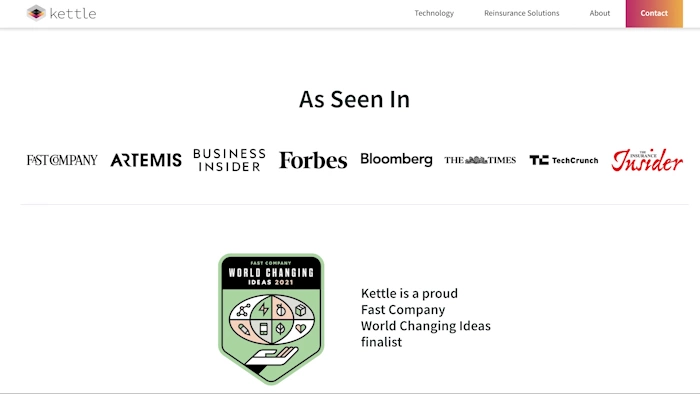 kettle
Technology Reinsurance Solutions About Contact
As Seen In
FAST COMPANY ARTEMIS BUSINESS INSIDER Forbes Bloomberg THE TIMES TechCrunch THE INSURANCE Insider
FAST COMPANY
WORLD CHANGING
IDEAS 2021
Kettle is a proud
Fast Company
World Changing Ideas
finalist